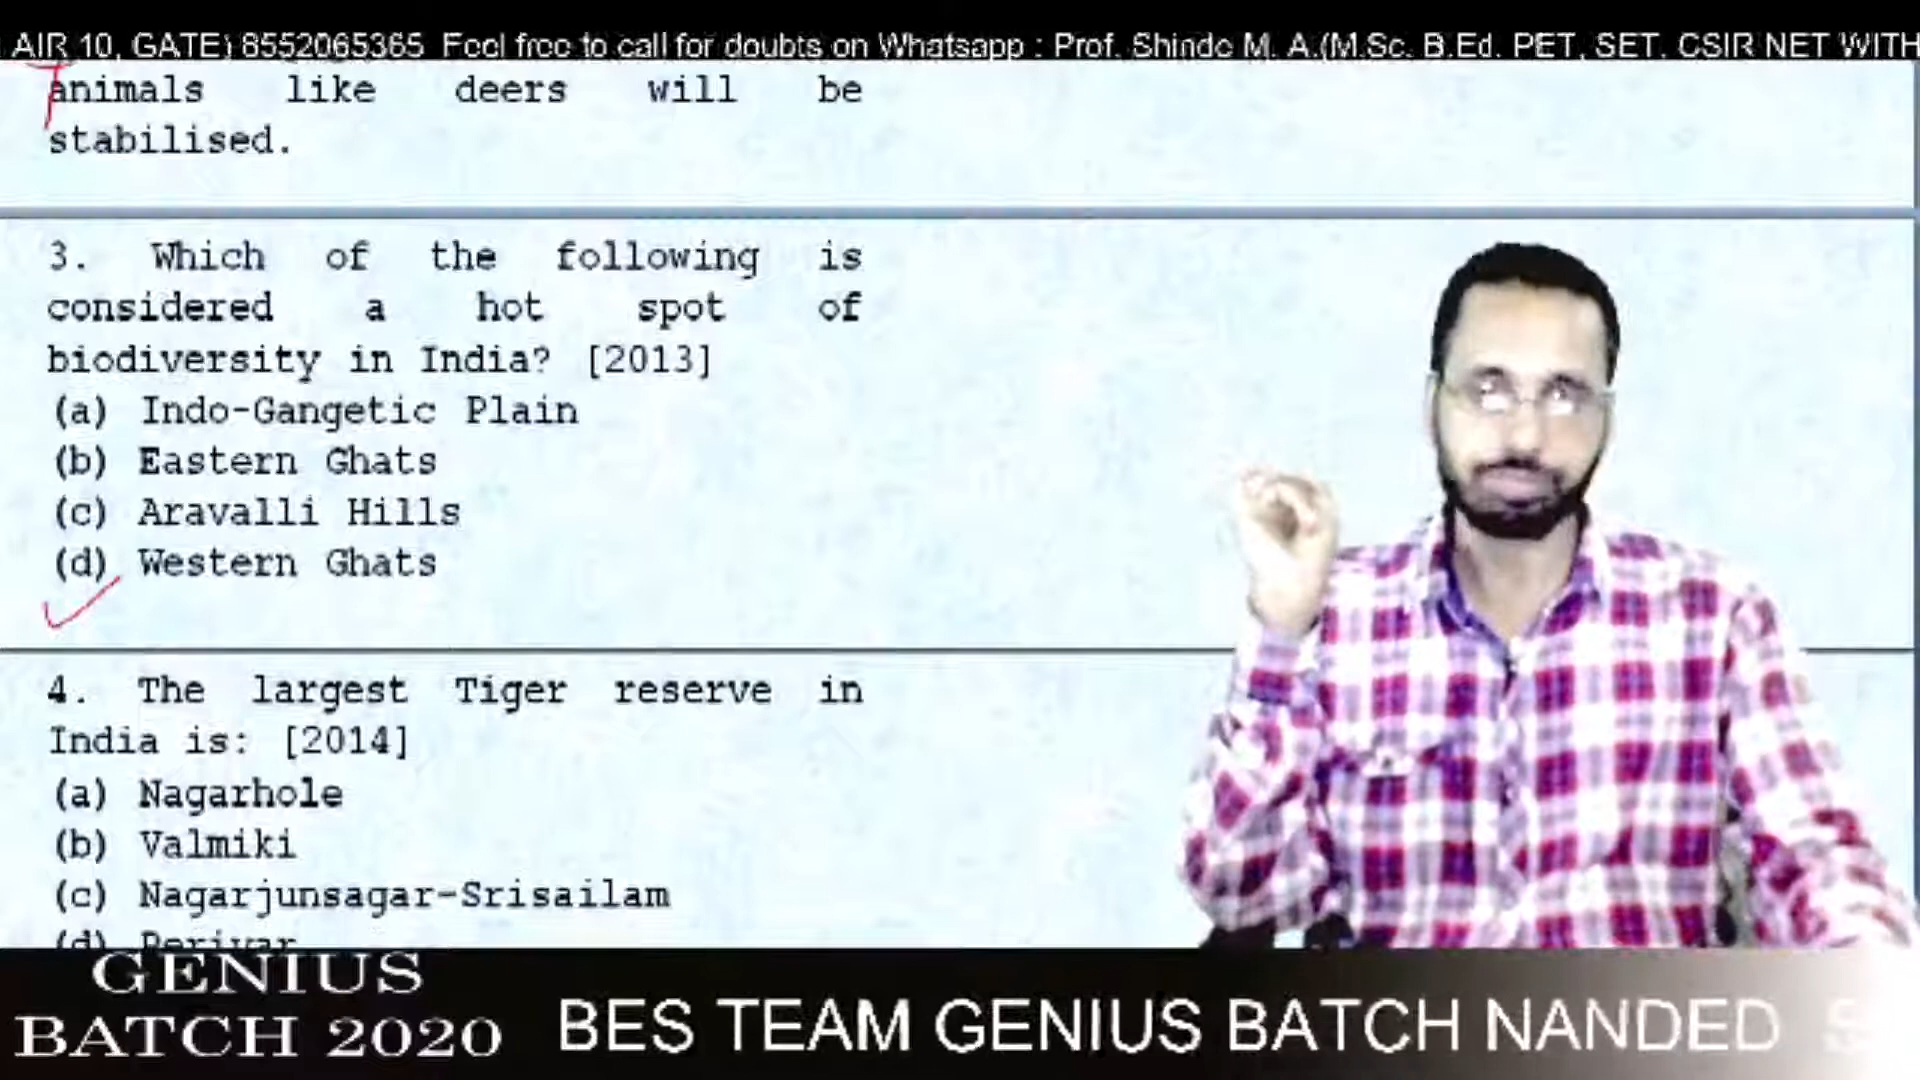 AIR 10, GATE) 8552065365 Feel free to call for doubts on Whatsapp : Prof. Shinde M. A.(M.Sc. B.Ed. PET, SET. CSIR NET WITH
animals like deers will be
stabilised.
3. Which of the following is
considered a hot spot of
biodiversity in India? [2013]
(a) Indo-Gangetic Plain
(b) Eastern Ghats
(c) Aravalli Hills
(d) Western Ghats
4. The largest Tiger reserve in
India is: [2014]
(a) Nagarhole
(b) Valmiki
(c) Nagarjunsagar-Srisailam
(d) Periyar
GENIUS
BATCH 2020
BES TEAM GENIUS BATCH NANDED S